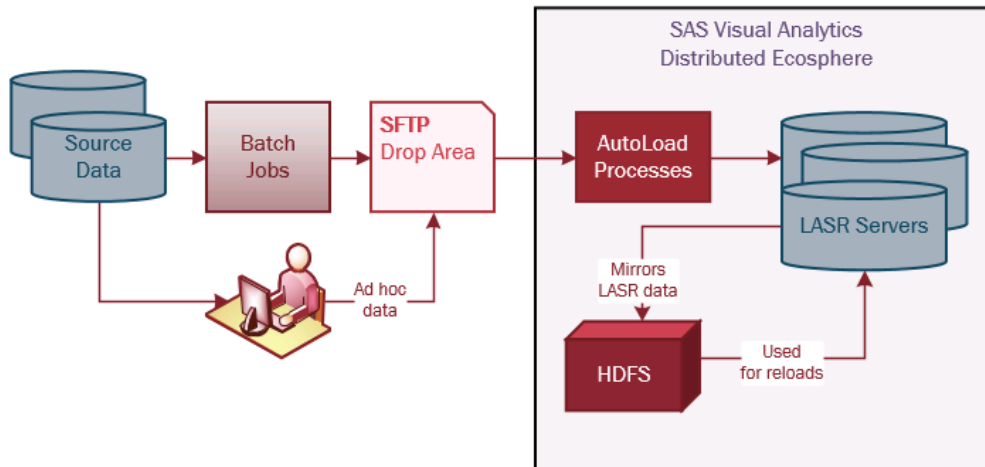 SAS Visual Analytics
Distributed Ecosphere
Source
Data
Batch
Jobs
SFTP
Drop Area
AutoLoad
Processes
LASR Servers
Ad hoc
data
Mirrors
LASR data
HDFS
Used
for reloads